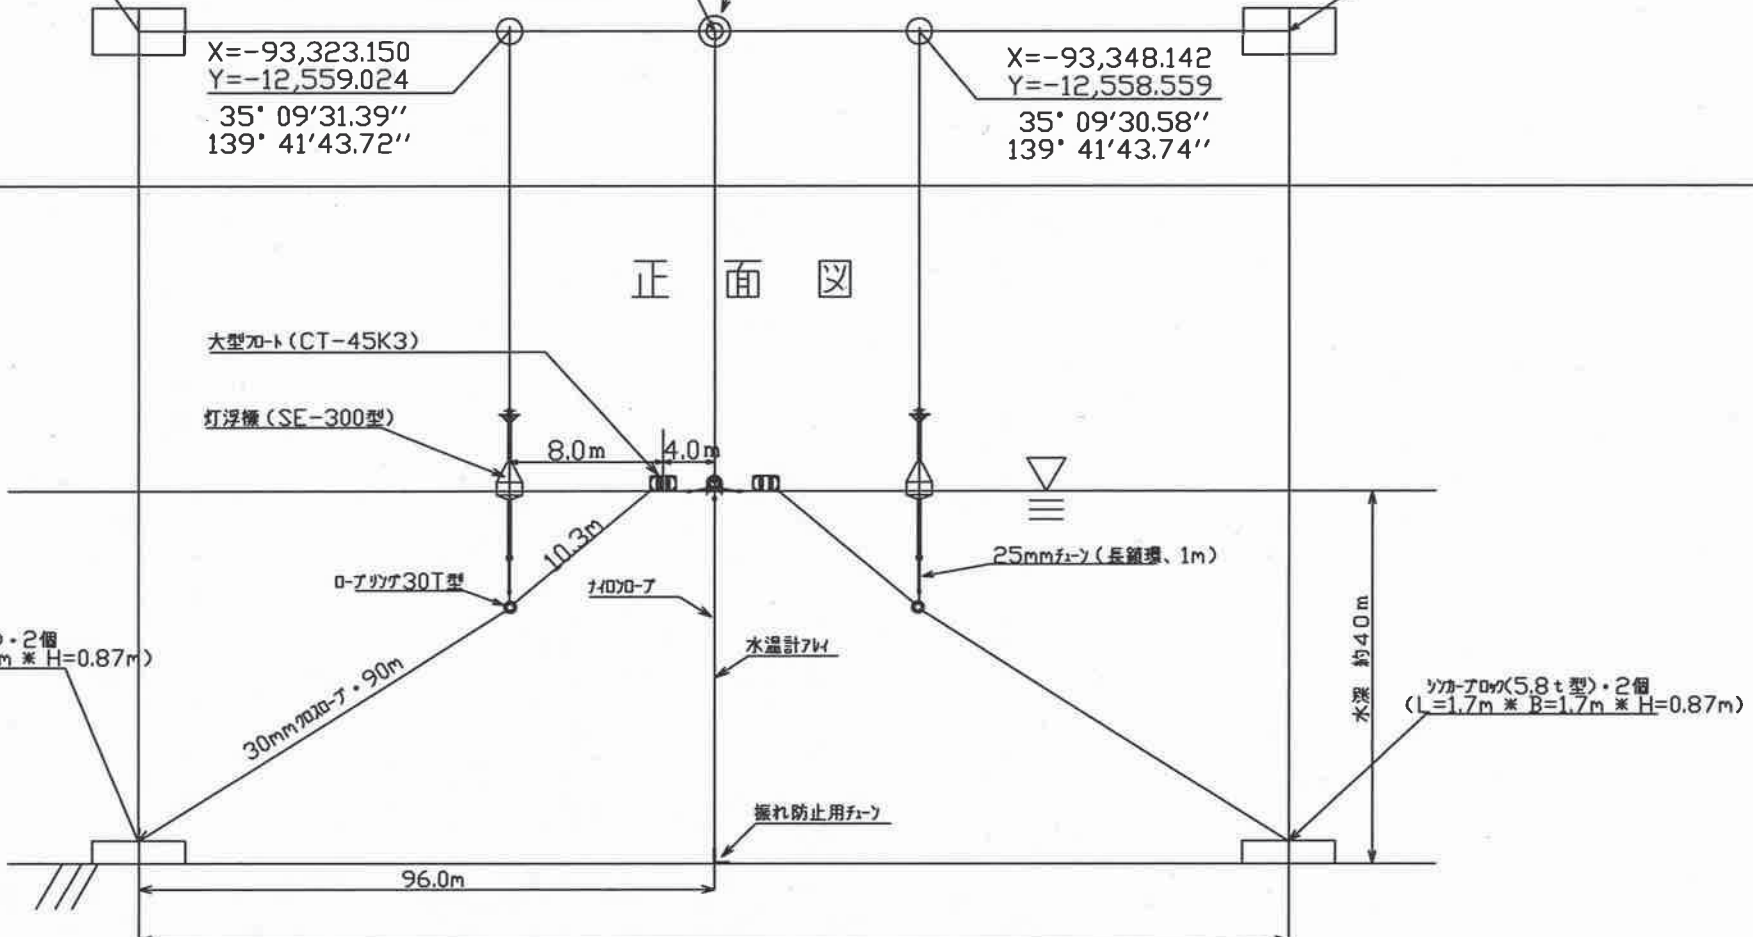 X=-93,323.150
Y=-12,559.024
35° 09'31.39''
139° 41'43.72''
X=-93,348.142
Y=-12,558.559
35° 09'30.58''
139° 41'43.74''
正 面 図
大型フロート(CT-45K3)
灯浮標(SE-300型)
8.0m
4.0m
10.3m
25mmチェーン(長鎖環、1m)
ロープリング30T型
ナイロンロープ
水温計アレイ
・2個
m * H=0.87m)
30mmクロスロープ・90m
水深 約40m
シンカーブロック(5.8t型)・2個
(L=1.7m * B=1.7m * H=0.87m)
振れ防止用チェーン
96.0m